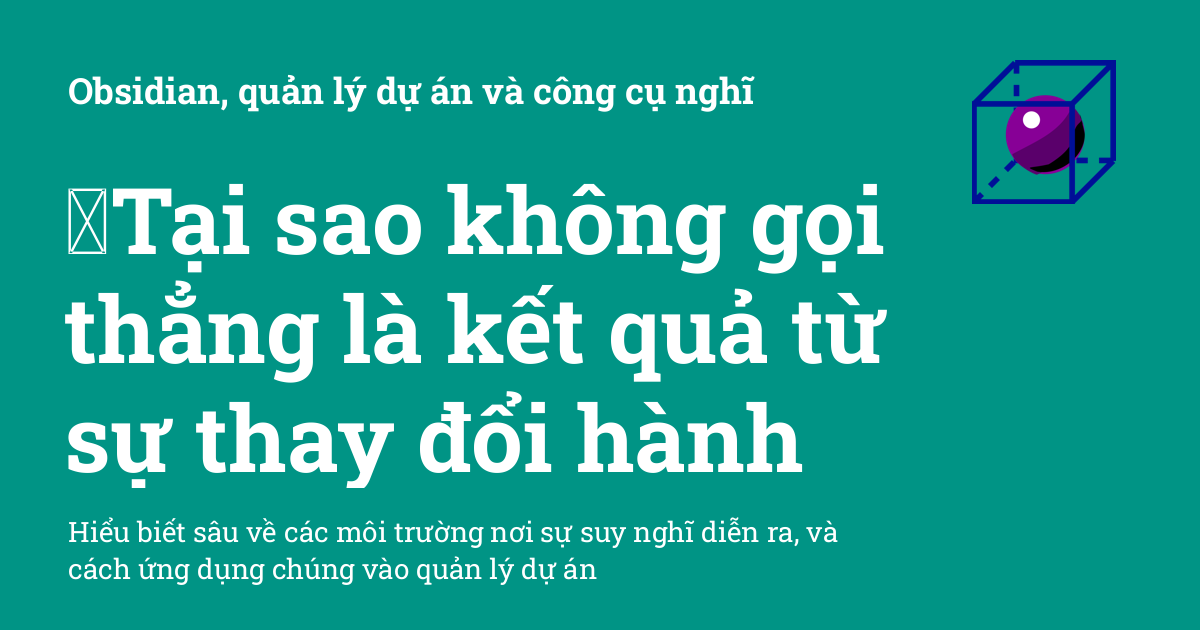 Obsidian, quản lý dự án và công cụ nghĩ
Tại sao không gọi
thẳng là kết quả từ
sự thay đổi hành
Hiểu biết sâu về các môi trường nơi sự suy nghĩ diễn ra, và
cách ứng dụng chúng vào quản lý dự án